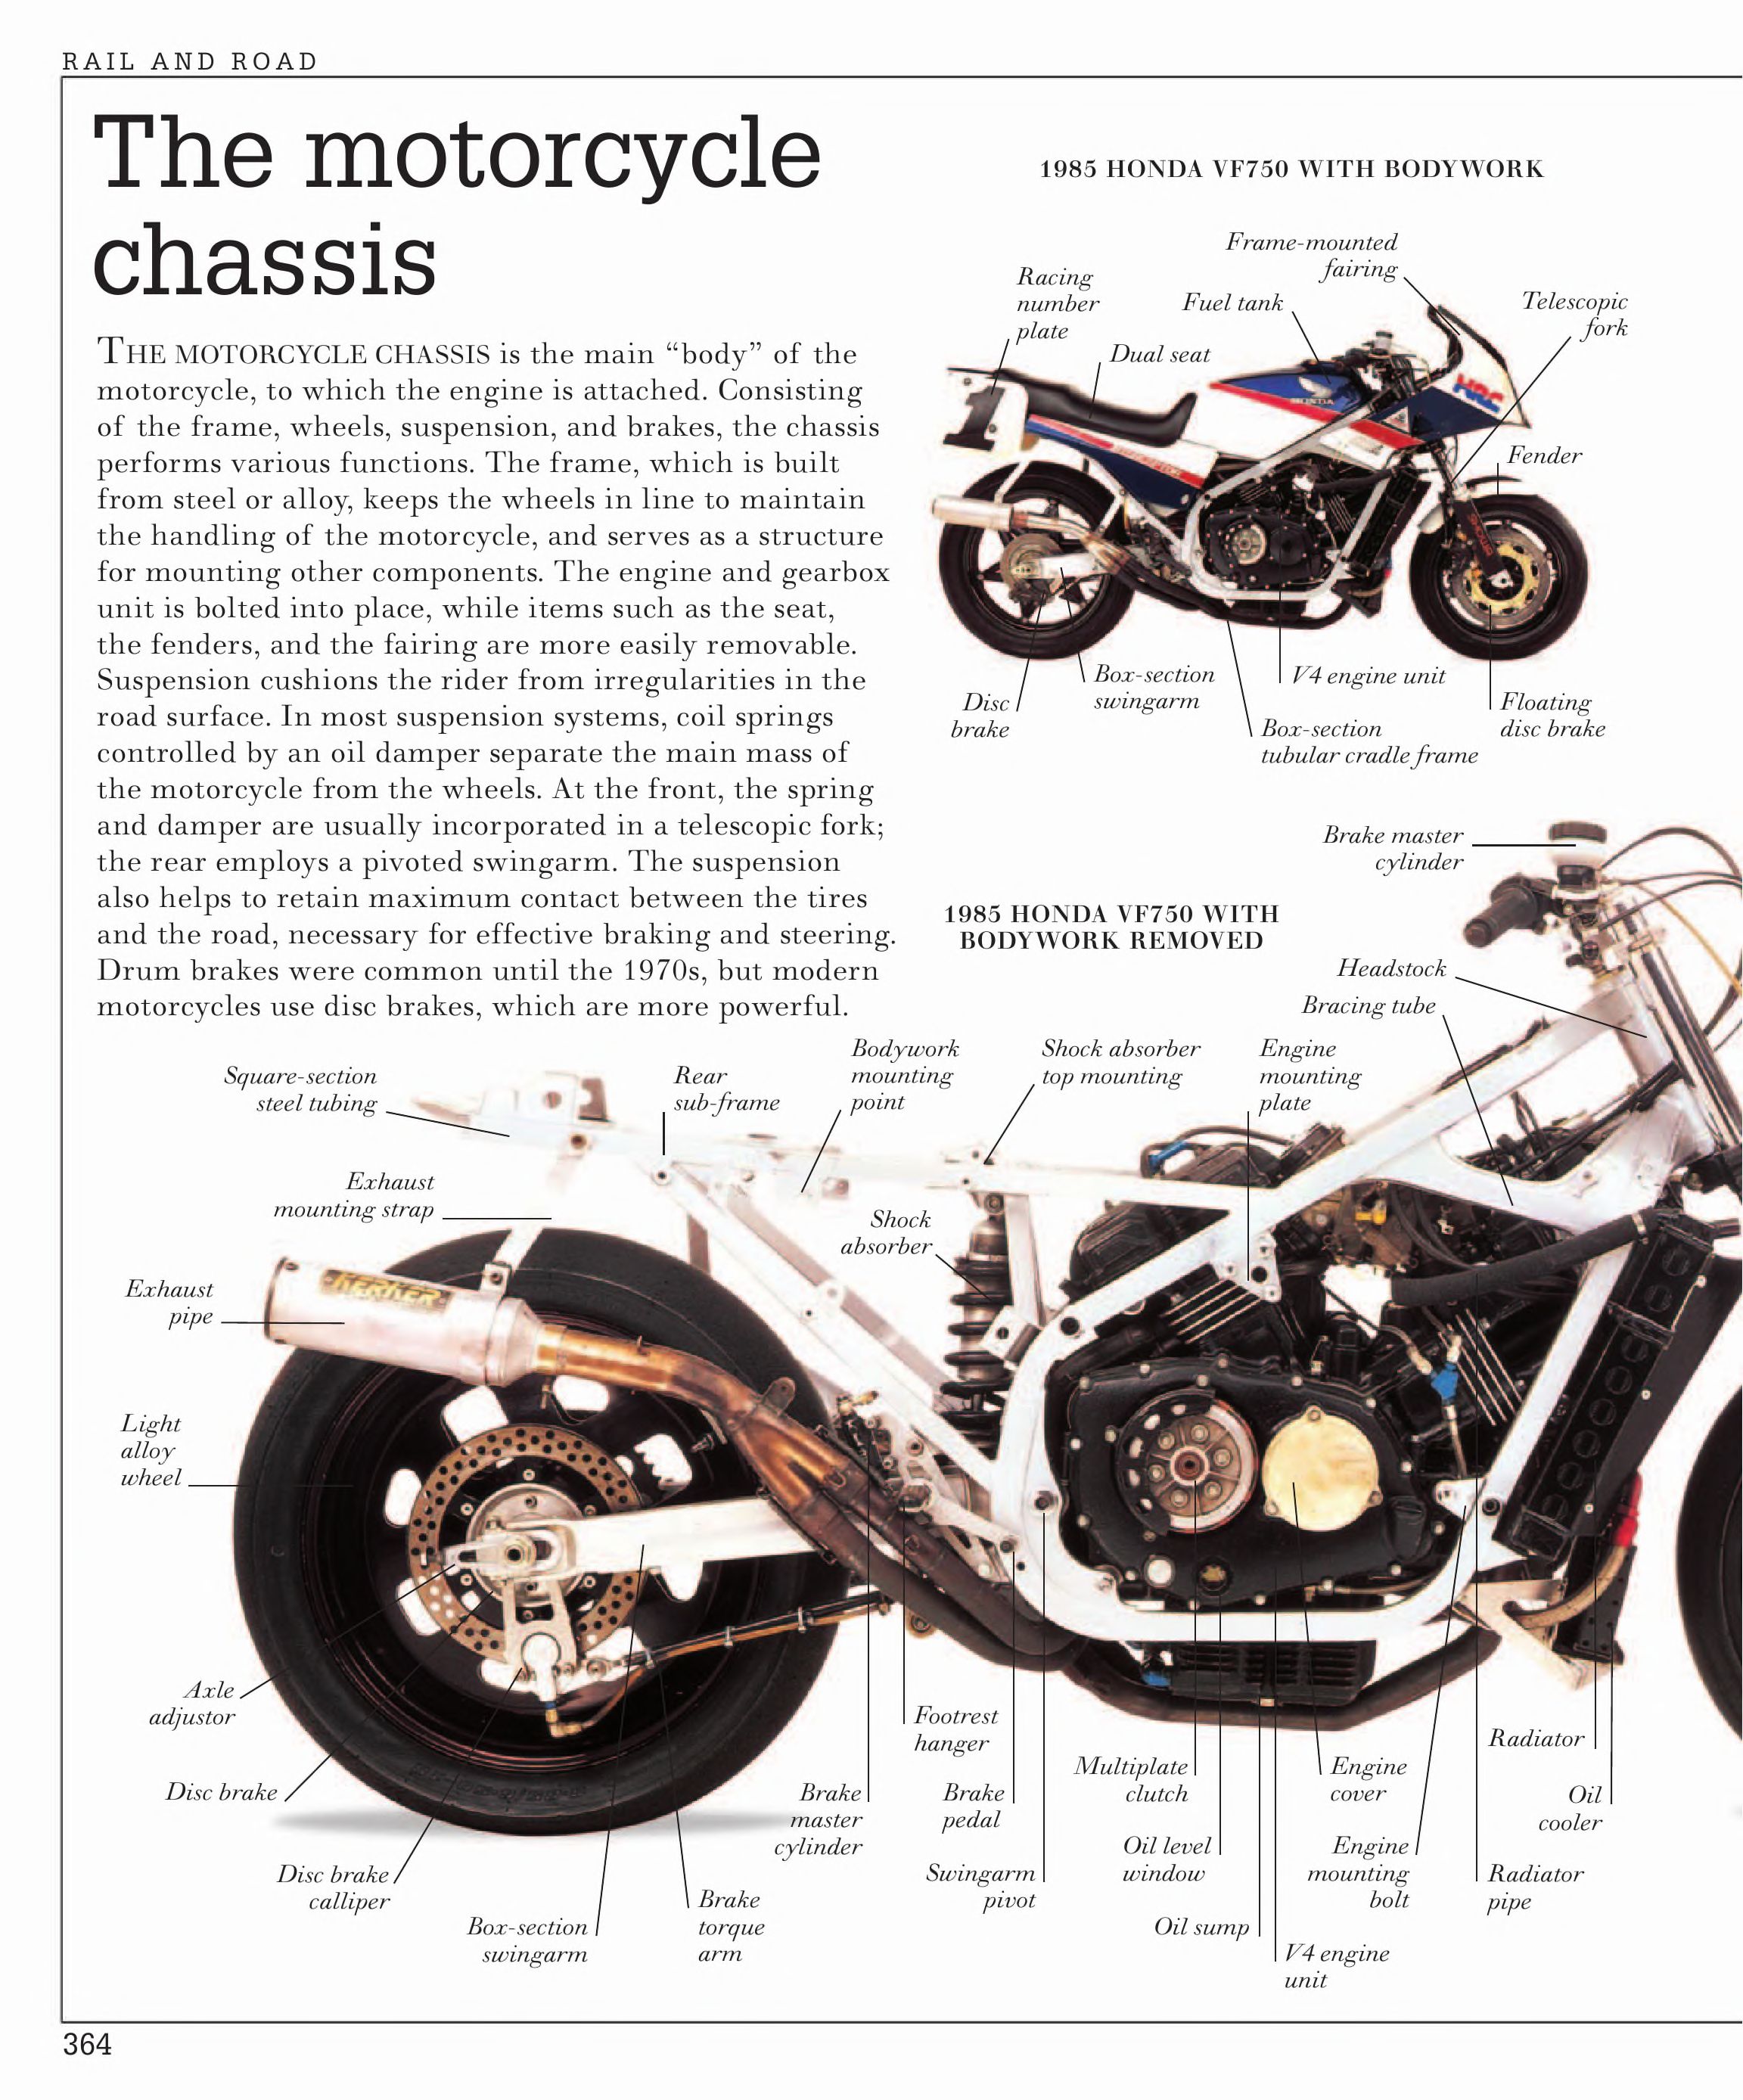 RAIL AND ROAD
The motorcycle
chassis
THE MOTORCYCLE CHASSIS is the main “body” of the
motorcycle, to which the engine is attached. Consisting
of the frame, wheels, suspension, and brakes, the chassis
performs various functions. The frame, which is built
from steel or alloy, keeps the wheels in line to maintain
the handling of the motorcycle, and serves as a structure
for mounting other components. The engine and gearbox
unit is bolted into place, while items such as the seat,
the fenders, and the fairing are more easily removable.
Suspension cushions the rider from irregularities in the
road surface. In most suspension systems, coil springs
controlled by an oil damper separate the main mass of
the motorcycle from the wheels. At the front, the spring
and damper are usually incorporated in a telescopic fork;
the rear employs a pivoted swingarm. The suspension
also helps to retain maximum contact between the tires
and the road, necessary for effective braking and steering.
Drum brakes were common until the 1970s, but modern
motorcycles use disc brakes, which are more powerful.
1985 HONDA VF750 WITH BODYWORK
Frame-mounted
fairing
Racing
number
plate
Fuel tank
Telescopic
fork
Dual seat
HRC
HONDA
1
Fender
SHOWA
Box-section
swingarm
V4 engine unit
Disc
brake
Floating
disc brake
Box-section
tubular cradle frame
Brake master
cylinder
1985 HONDA VF750 WITH
BODYWORK REMOVED
Headstock
Bracing tube
Square-section
steel tubing
Rear
sub-frame
Bodywork
mounting
point
Shock absorber
top mounting
Engine
mounting
plate
Exhaust
mounting strap
Shock
absorber
Exhaust
pipe
KERKER
Light
alloy
wheel
Axle
adjustor
Footrest
hanger
Radiator
Multiplate
clutch
Engine
cover
Disc brake
Brake
master
cylinder
Brake
pedal
Oil
cooler
Oil level
window
Engine
mounting
bolt
Disc brake
calliper
Swingarm
pivot
Radiator
pipe
Brake
torque
arm
Box-section
swingarm
Oil sump
V4 engine
unit
364